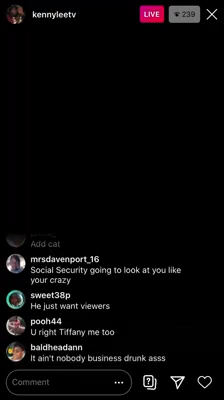 kennyleetv
LIVE
239
Add cat
mrsdavenport_16
Social Security going to look at you like
your crazy
sweet38p
He just want viewers
pooh44
U right Tiffany me too
baldheadann
It ain't nobody business drunk asss
Comment